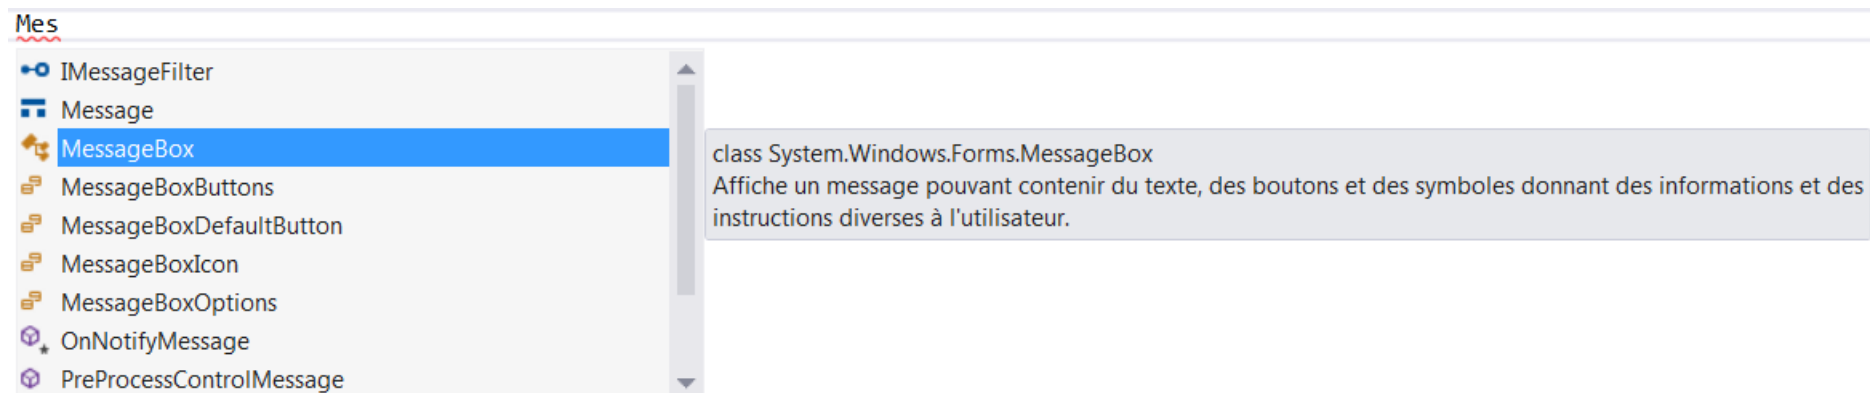 Mes
IMessageFilter
Message
MessageBox
class System.Windows.Forms.MessageBox
Affiche un message pouvant contenir du texte, des boutons et des symboles donnant des informations et des
instructions diverses à l'utilisateur.
MessageBoxButtons
MessageBoxDefaultButton
MessageBoxIcon
MessageBoxOptions
OnNotifyMessage
PreProcessControlMessage